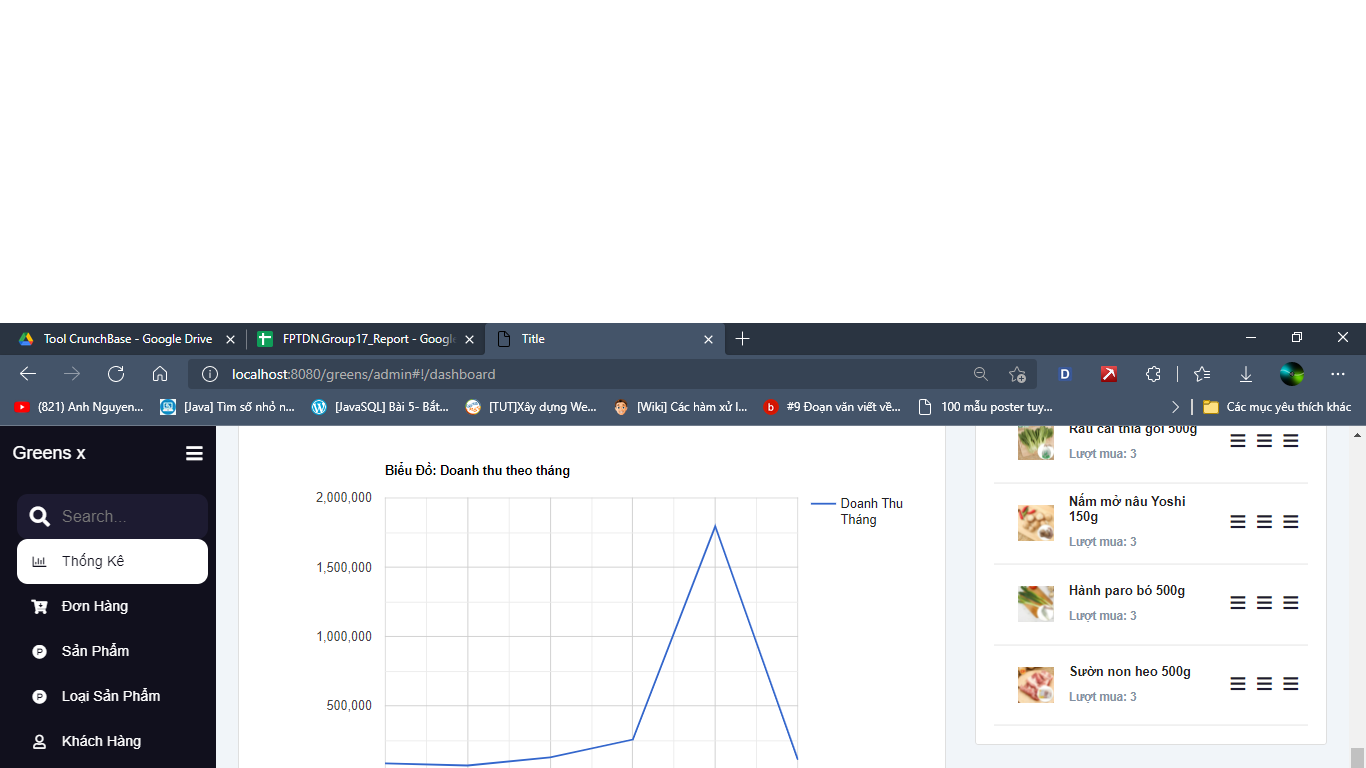 Tool CrunchBase - Google Drive
FPTDN.Group17_Report - Google
Title
localhost:8080/greens/admin#!/dashboard
D
(821) Anh Nguyen...
[Java] Tìm số nhỏ n...
[JavaSQL] Bài 5- Bắt...
[TUT]Xây dựng We...
[Wiki] Các hàm xử l...
b
#9 Đoạn văn viết về...
100 mẫu poster tuy...
Các mục yêu thích khác
Greens x
Search...
Thống Kê
Đơn Hàng
P
Sản Phẩm
P
Loại Sản Phẩm
Khách Hàng
Biểu Đồ: Doanh thu theo tháng
2,000,000
1,500,000
1,000,000
500,000
Doanh Thu
Tháng
Rau cải thìa gói 500g
Lượt mua: 3
Nấm mở nâu Yoshi
150g
Lượt mua: 3
Hành paro bó 500g
Lượt mua: 3
Sườn non heo 500g
Lượt mua: 3